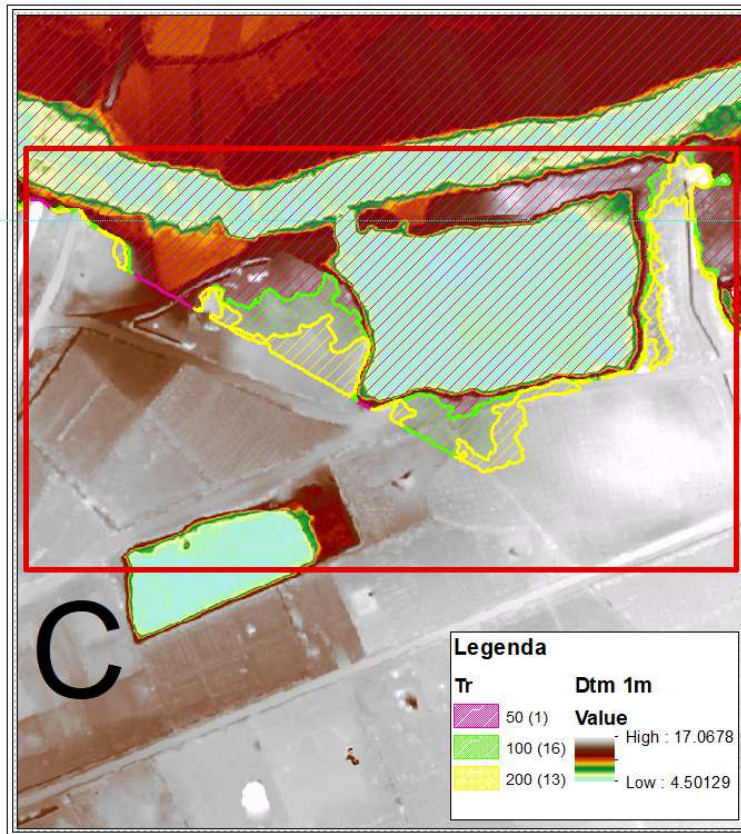 C
Legenda
Tr
50 (1)
100 (16)
200 (13)
Dtm 1m
Value
High : 17.0678
Low : 4.50129